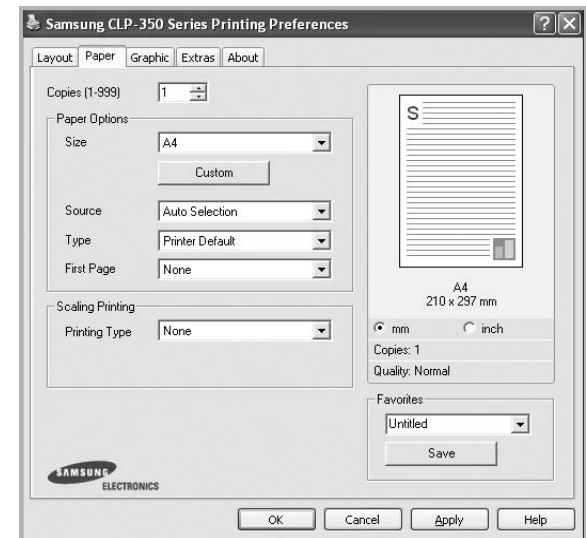 Samsung CLP-350 Series Printing Preferences
Layout Paper Graphic Extras About
Copies (1-999) 1
Paper Options
Size A4
Custom
Source Auto Selection
Type Printer Default
First Page None
Scaling Printing
Printing Type None
S
A4
210 x 297 mm
mm inch
Copies: 1
Quality: Normal
Favorites
Untitled
Save
SAMSUNG
ELECTRONICS
OK Cancel Apply Help